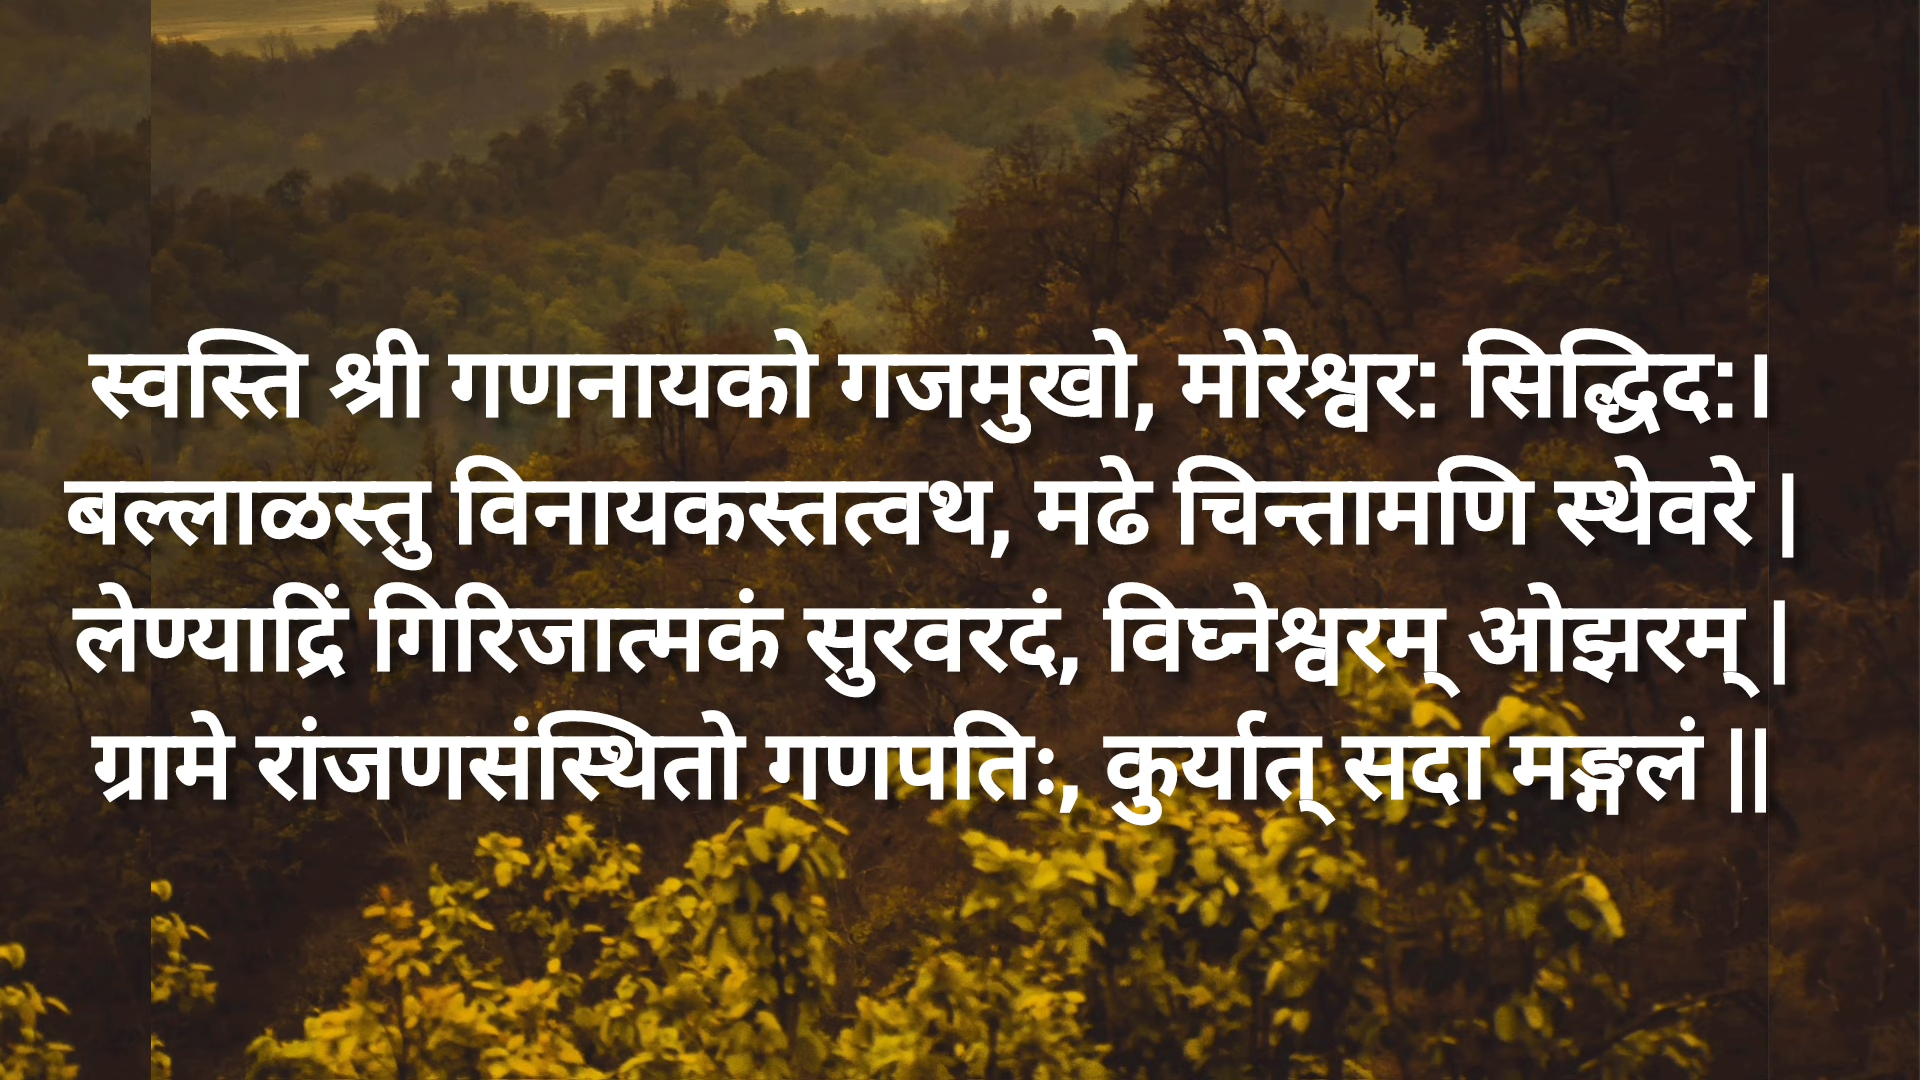 स्वस्ति श्री गणनायको गजमुखो, मोरेश्वर: सिद्धिद:।
बल्लाळस्तु विनायकस्तत्वथ, मढे चिन्तामणि स्थेवरे |
लेण्याद्रिं गिरिजात्मकं सुरवरदं, विघ्नेश्वरम् ओझरम् |
ग्रामे रांजणसंस्थितो गणपतिः, कुर्यात् सदा मङ्गलं ||